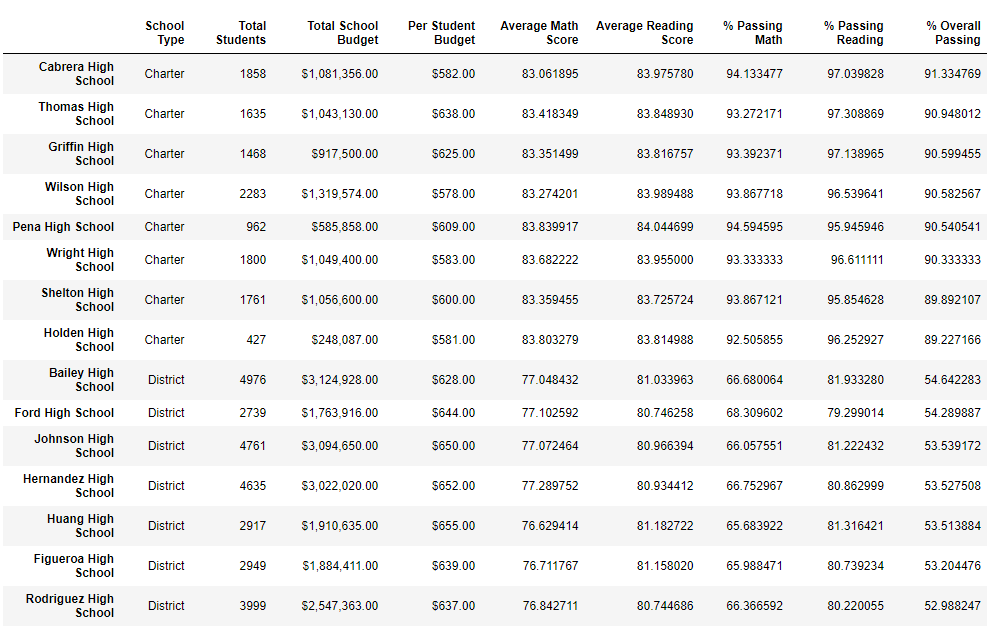 School Type Total Students Total School Budget Per Student Budget Average Math Score Average Reading Score % Passing Math % Passing Reading % Overall Passing
Cabrera High School Charter 1858 $1,081,356.00 $582.00 83.061895 83.975780 94.133477 97.039828 91.334769
Thomas High School Charter 1635 $1,043,130.00 $638.00 83.418349 83.848930 93.272171 97.308869 90.948012
Griffin High School Charter 1468 $917,500.00 $625.00 83.351499 83.816757 93.392371 97.138965 90.599455
Wilson High School Charter 2283 $1,319,574.00 $578.00 83.274201 83.989488 93.867718 96.539641 90.582567
Pena High School Charter 962 $585,858.00 $609.00 83.839917 84.044699 94.594595 95.945946 90.540541
Wright High School Charter 1800 $1,049,400.00 $583.00 83.682222 83.955000 93.333333 96.611111 90.333333
Shelton High School Charter 1761 $1,056,600.00 $600.00 83.359455 83.725724 93.867121 95.854628 89.892107
Holden High School Charter 427 $248,087.00 $581.00 83.803279 83.814988 92.505855 96.252927 89.227166
Bailey High School District 4976 $3,124,928.00 $628.00 77.048432 81.033963 66.680064 81.933280 54.642283
Ford High School District 2739 $1,763,916.00 $644.00 77.102592 80.746258 68.309602 79.299014 54.289887
Johnson High School District 4761 $3,094,650.00 $650.00 77.072464 80.966394 66.057551 81.222432 53.539172
Hernandez High School District 4635 $3,022,020.00 $652.00 77.289752 80.934412 66.752967 80.862999 53.527508
Huang High School District 2917 $1,910,635.00 $655.00 76.629414 81.182722 65.683922 81.316421 53.513884
Figueroa High School District 2949 $1,884,411.00 $639.00 76.711767 81.158020 65.988471 80.739234 53.204476
Rodriguez High School District 3999 $2,547,363.00 $637.00 76.842711 80.744686 66.366592 80.220055 52.988247